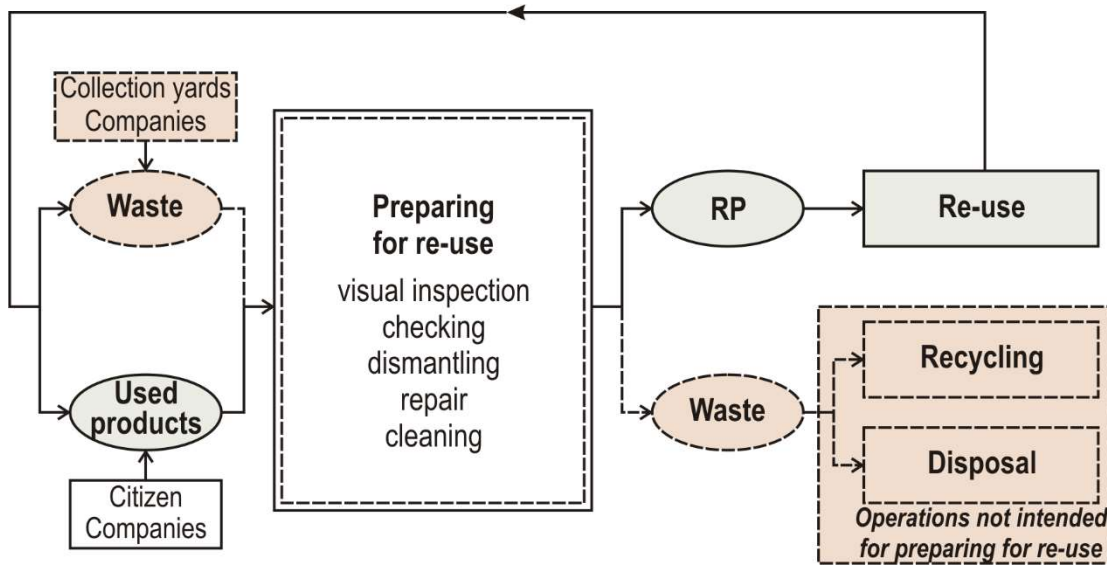 Collection yards
Companies
Waste
Used
products
Citizen
Companies
Preparing
for re-use
visual inspection
checking
dismantling
repair
cleaning
RP
Re-use
Waste
Recycling
Disposal
Operations not intended
for preparing for re-use